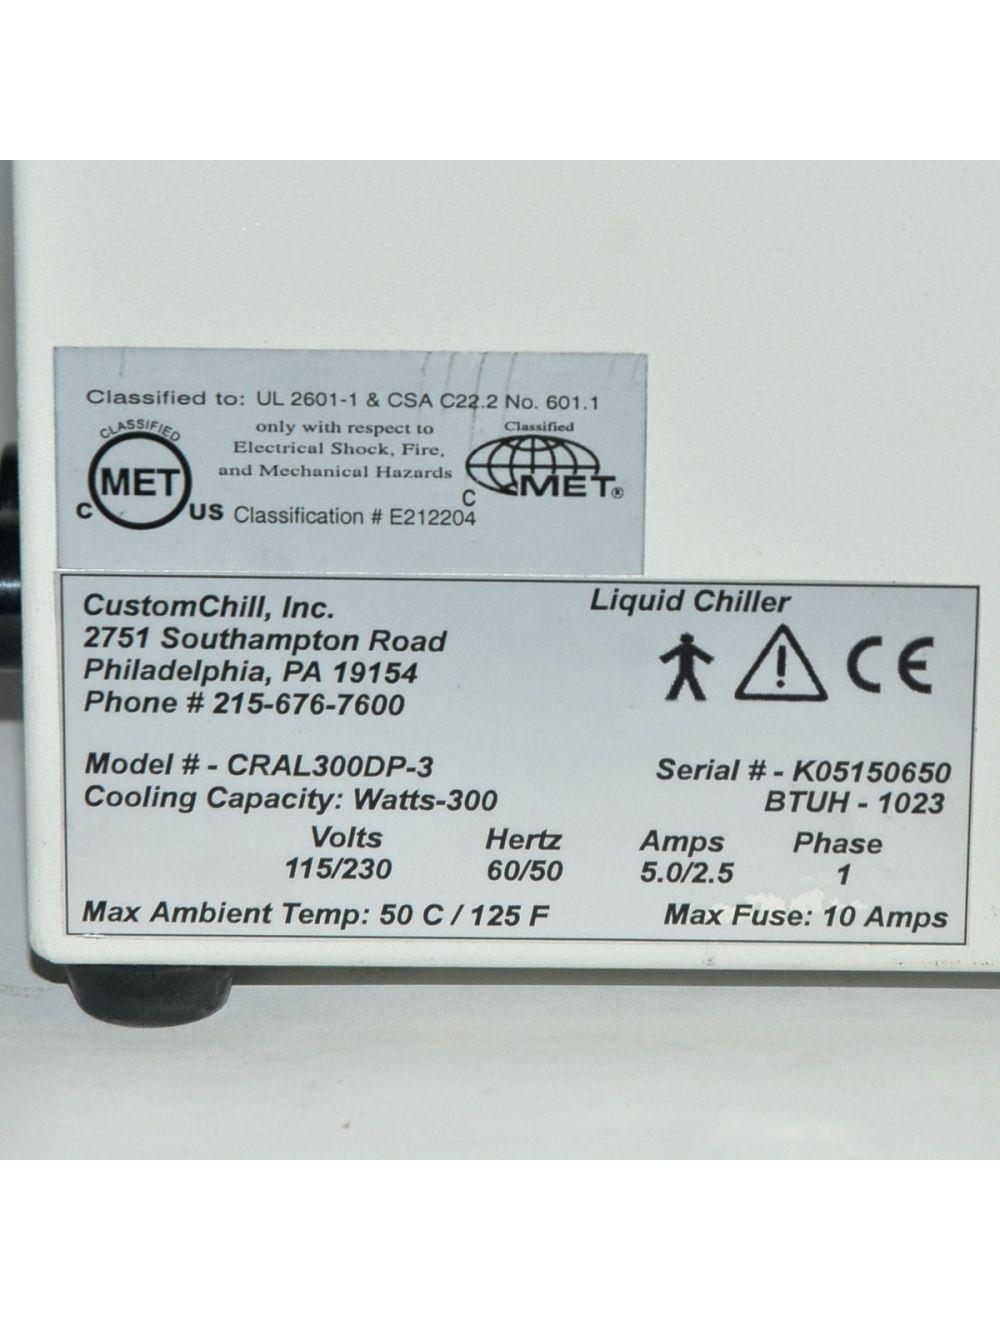 Classified to: UL 2601-1 & CSA C22.2 No. 601.1
only with respect to
Electrical Shock, Fire,
and Mechanical Hazards
Classification # E212204
CLASSIFIED
MET
C US
Classified
MET®
C
CustomChill, Inc.
2751 Southampton Road
Philadelphia, PA 19154
Phone # 215-676-7600
Liquid Chiller
CE
Model # - CRAL300DP-3
Serial # - K05150650
Cooling Capacity: Watts-300
BTUH - 1023
Volts Hertz Amps Phase
115/230 60/50 5.0/2.5 1
Max Ambient Temp: 50 C / 125 F
Max Fuse: 10 Amps